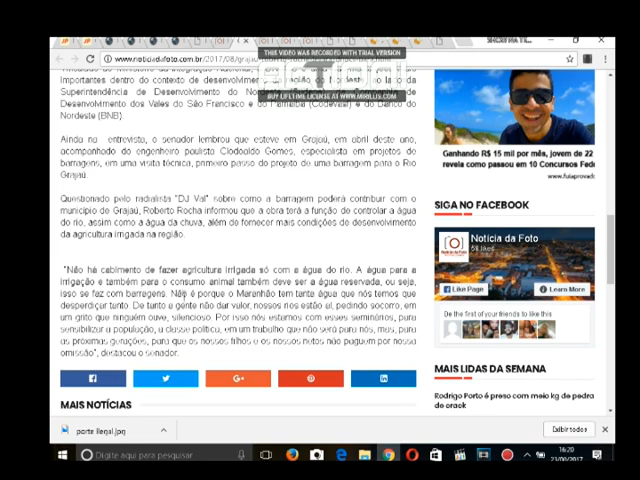 www.noticiadafoto.com.br/2017/08/graja
THIS VIDEO WAS RECORDED WITH TRIAL VERSION
BUY LIFETIME LICENSE AT WWW.MIRILLIS.COM
Importantes dentro do contexto de desenvolvimento
Superintendência de Desenvolvimento do Nordeste
Desenvolvimento dos Vales do São Francisco e do Parnaíba (Codevasf) e do Banco do
Nordeste (BNB).
Ainda na entrevista, o senador lembrou que esteve em Grajaú, em abril deste ano,
acompanhado do engenheiro paulista Clodoaldo Gomes, especialista em projetos de
barragens, em uma visita técnica, primeiro passo do projeto de uma barragem para o Rio
Grajaú.
Questionado pelo radialista "DJ Val" sobre como a barragem poderá contribuir com o
município de Grajaú, Roberto Rocha informou que a obra terá a função de controlar a água
do rio, assim como a água da chuva, além de fornecer mais condições de desenvolvimento
da agricultura irrigada na região.
"Não há cabimento de fazer agricultura irrigada só com a água do rio. A água para a
irrigação e também para o consumo animal também deve ser a água reservada, ou seja,
isso se faz com barragens. Não é porque o Maranhão tem tanta água que nós temos que
desperdiçar tanto. De tanto a gente não dar valor, nossos rios estão aí, pedindo socorro, em
um grito que ninguém ouve, silencioso. Por isso nós estamos com esses seminários, para
sensibilizar a população, a classe política, em um trabalho que não será para nós, mas, para
as próximas gerações, para que os nossos filhos e os nossos netos não paguem por nossa
omissão", destacou o senador.
MAIS NOTÍCIAS
Ganhando R$ 15 mil por mês, jovem de 22
revela como passou em 10 Concursos Fede
www.fuiaprovado
SIGA NO FACEBOOK
Notícia da Foto
Like Page
Learn More
Be the first of your friends to like this
MAIS LIDAS DA SEMANA
Rodrigo Porto é preso com meio kg de pedra
de crack
porte ilegal.jpg
Exibir todos
Digite aqui para pesquisar
16:20
23/08/2017